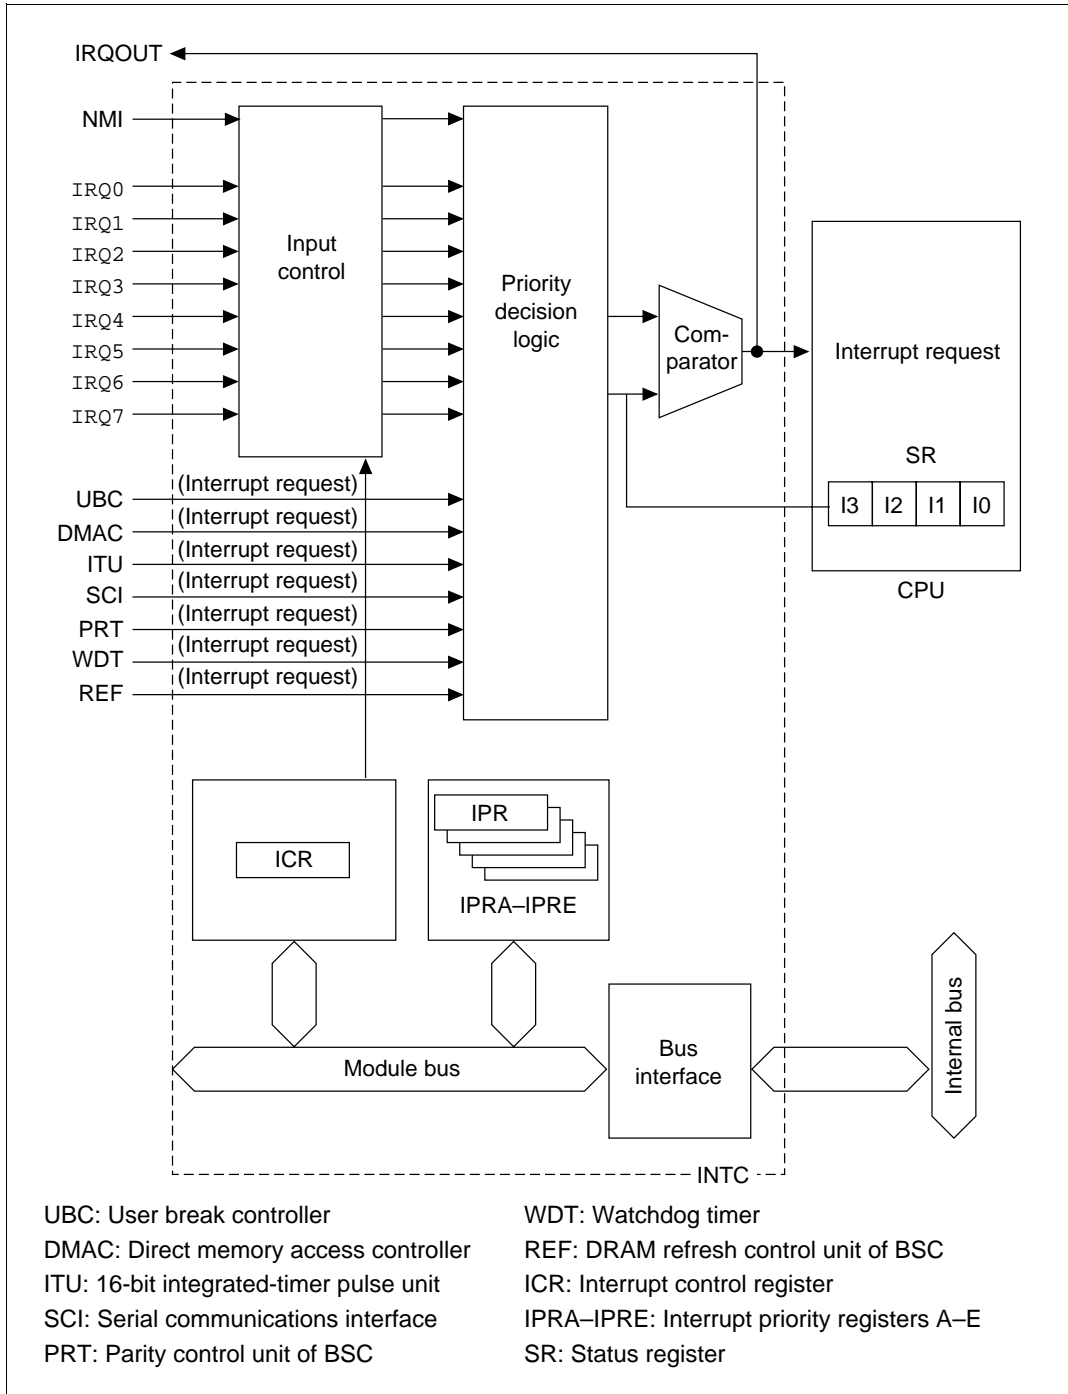 IRQOUT
NMI
IRQ0
IRQ1
IRQ2
IRQ3
IRQ4
IRQ5
IRQ6
IRQ7
Input
control
Priority
decision
logic
Com-
parator
Interrupt request
SR
I3 I2 I1 I0
CPU
UBC (Interrupt request)
DMAC (Interrupt request)
ITU (Interrupt request)
SCI (Interrupt request)
PRT (Interrupt request)
WDT (Interrupt request)
REF (Interrupt request)
ICR
IPR
IPRA–IPRE
Module bus
Bus
interface
Internal bus
INTC
UBC: User break controller
DMAC: Direct memory access controller
ITU: 16-bit integrated-timer pulse unit
SCI: Serial communications interface
PRT: Parity control unit of BSC
WDT: Watchdog timer
REF: DRAM refresh control unit of BSC
ICR: Interrupt control register
IPRA–IPRE: Interrupt priority registers A–E
SR: Status register